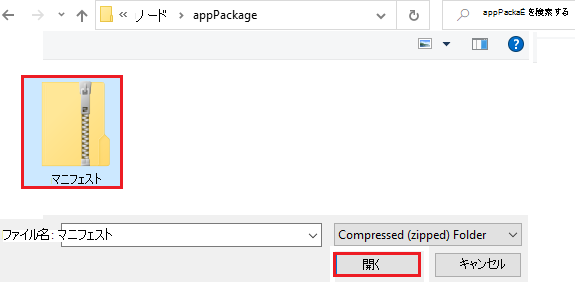 « ノード > appPackage
appPackaE を検索する
マニフェスト
ファイル名: マニフェスト
Compressed (zipped) Folder
開く
キャンセル